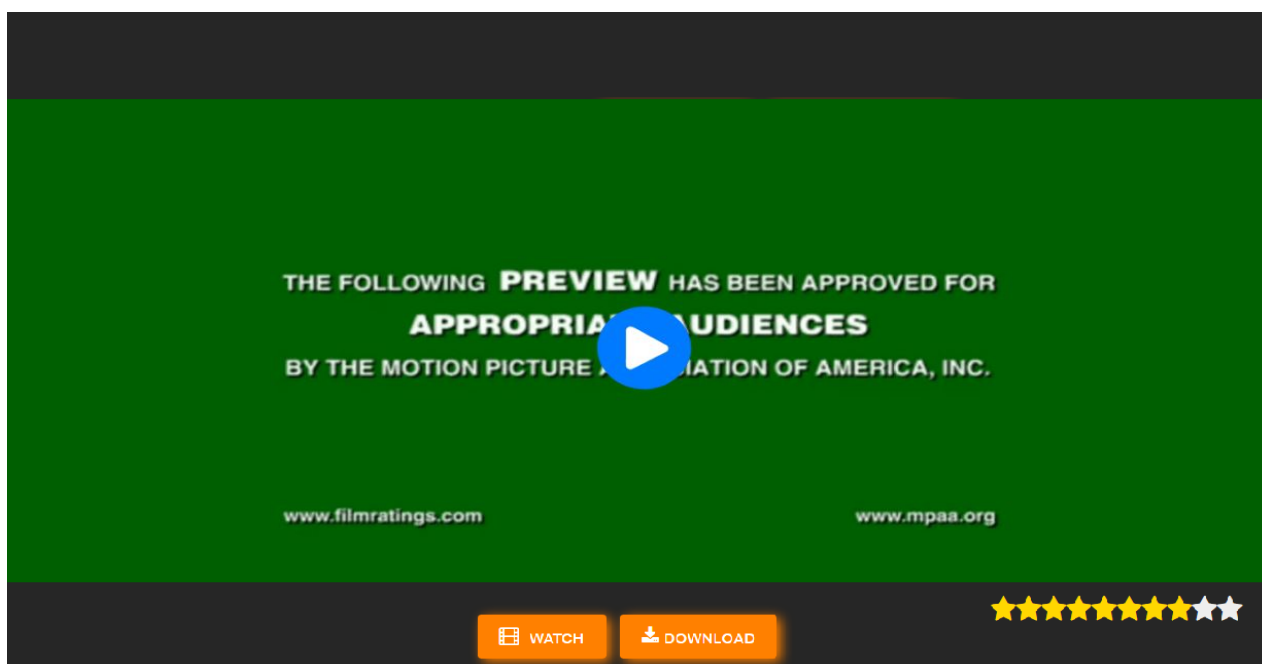 THE FOLLOWING PREVIEW HAS BEEN APPROVED FOR
AUDIENCES
BY THE MOTION PICTURE OF AMERICA, INC.
www.filmratings.com www.mpaa.org
WATCH DOWNLOAD